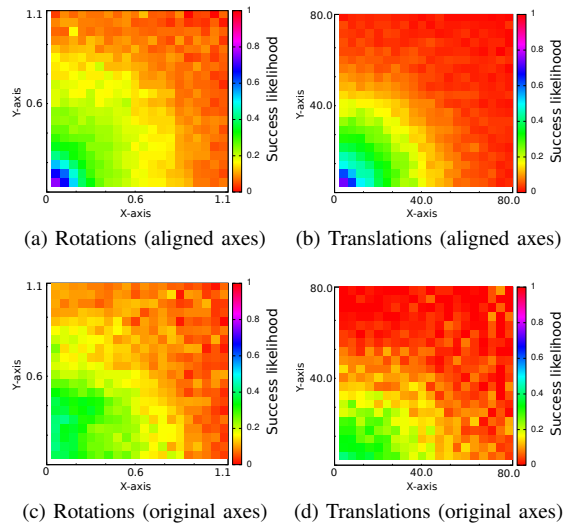 1.1
0.6
0
0
0.6
1.1
Y-axis
X-axis
1
0.8
0.6
0.4
0.2
0
Success likelihood
(a) Rotations (aligned axes)
80.0
40.0
0
40.0
80.0
Y-axis
X-axis
1
0.8
0.6
0.4
0.2
0
Success likelihood
(b) Translations (aligned axes)
1.1
0.6
0
0.6
1.1
Y-axis
X-axis
1
0.8
0.6
0.4
0.2
0
Success likelihood
(c) Rotations (original axes)
80.0
40.0
0
40.0
80.0
Y-axis
X-axis
1
0.8
0.6
0.4
0.2
0
Success likelihood
(d) Translations (original axes)